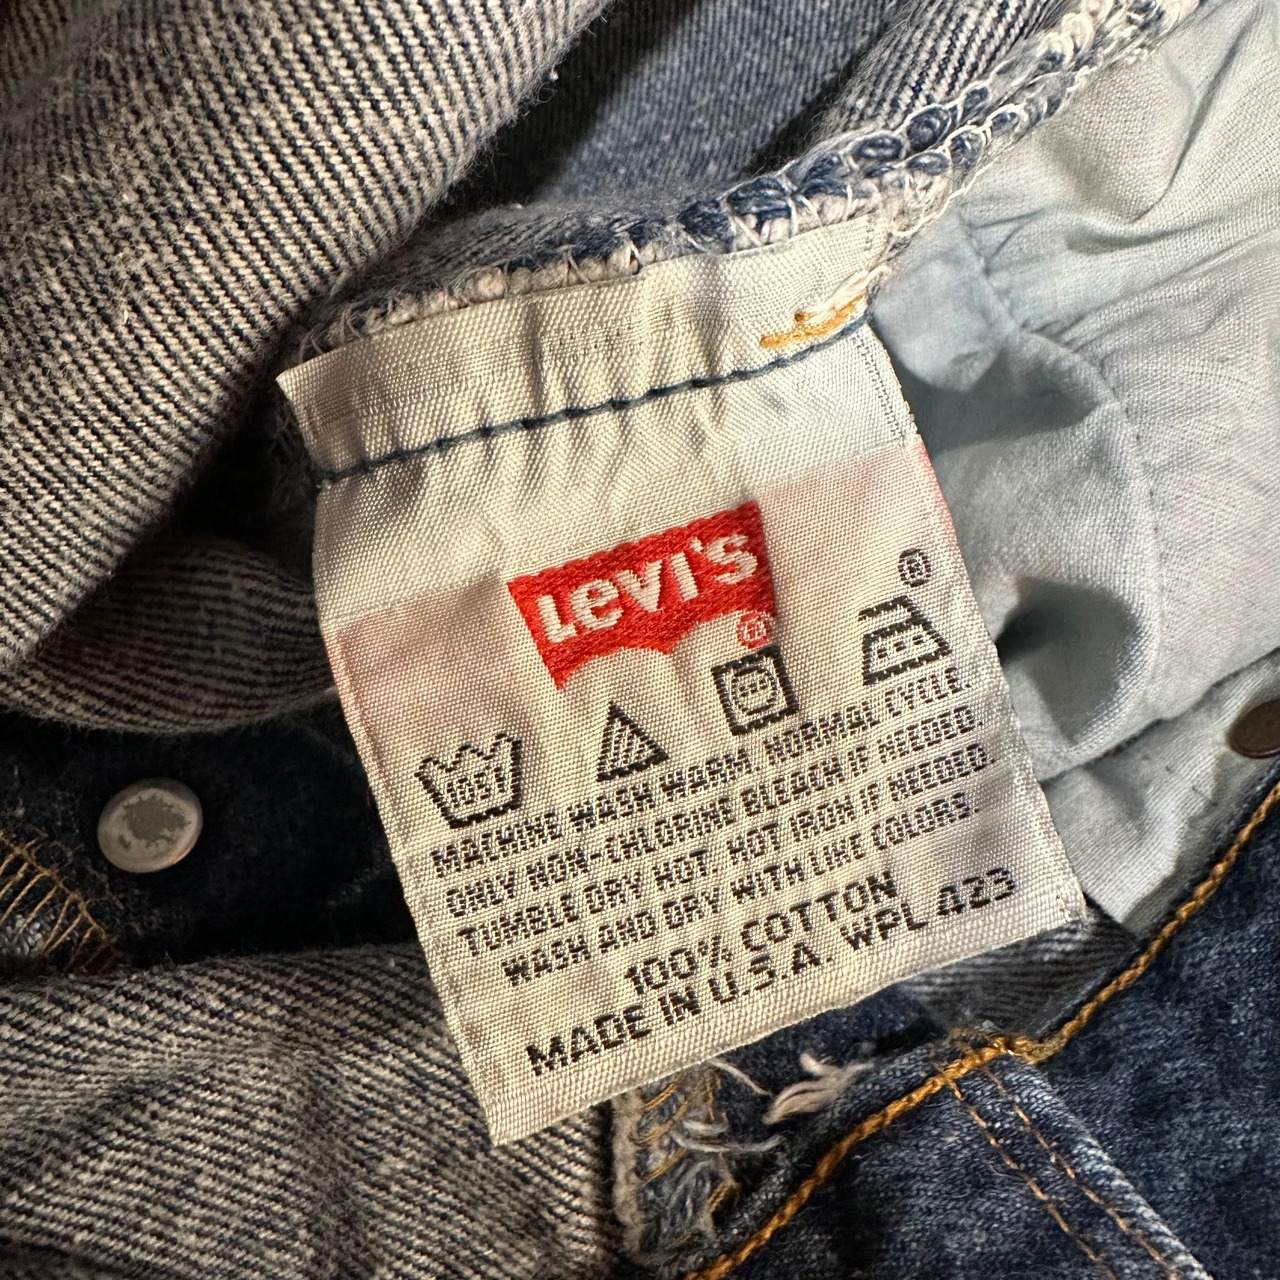 Levi's ®
®
105°
MACHINE WASH WARM, NORMAL CYCLE.
ONLY NON-CHLORINE BLEACH IF NEEDED.
TUMBLE DRY HOT. HOT IRON IF NEEDED.
WASH AND DRY WITH LIKE COLORS.
100% COTTON
MADE IN U.S.A. WPL 423